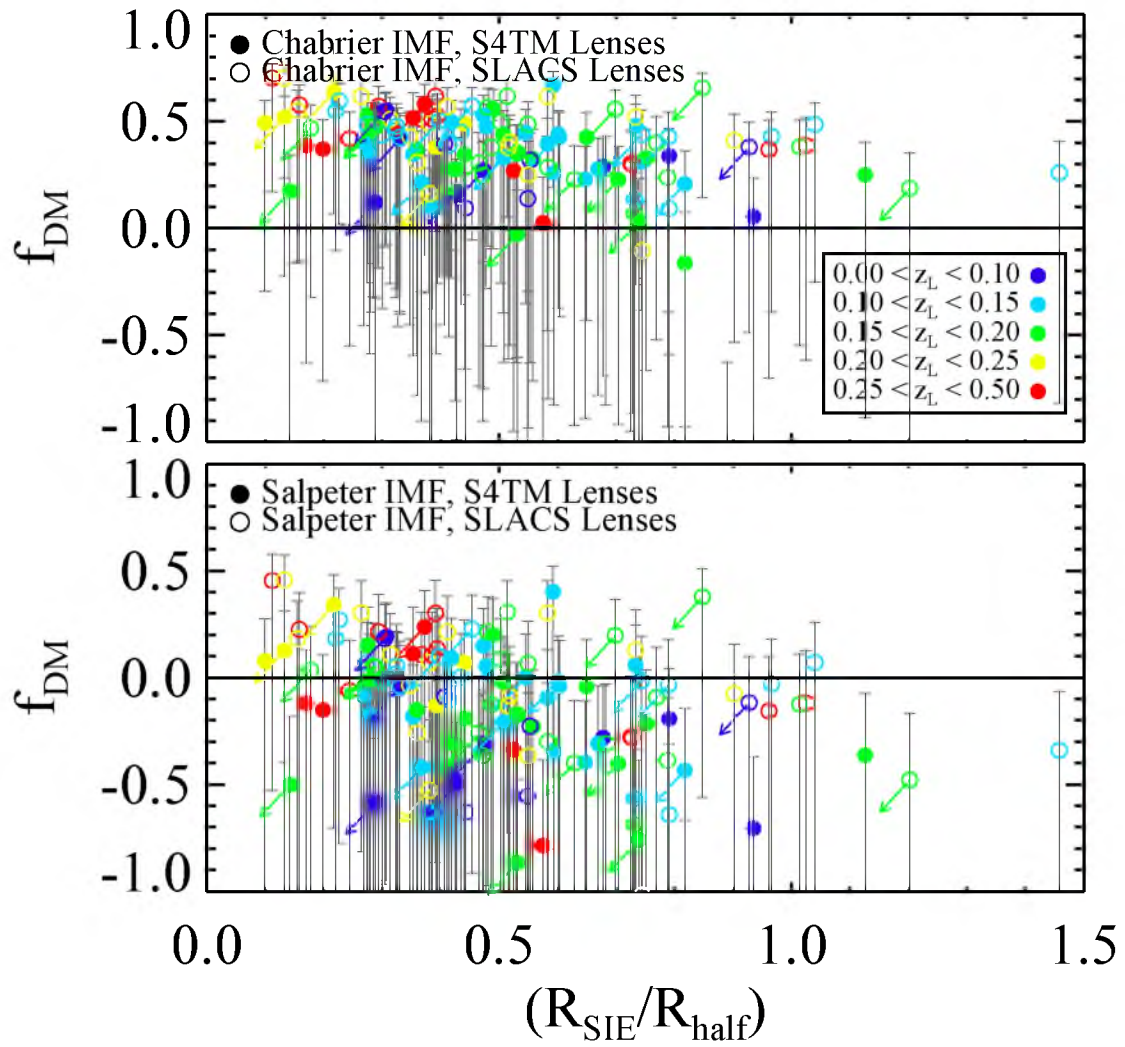 1.0
● Chabrier IMF, S4TM Lenses
○ Chabrier IMF, SLACS Lenses
0.5
0.0
-0.5
-1.0
f_DM
0.00 < z_L < 0.10
0.10 < z_L < 0.15
0.15 < z_L < 0.20
0.20 < z_L < 0.25
0.25 < z_L < 0.50
1.0
● Salpeter IMF, S4TM Lenses
○ Salpeter IMF, SLACS Lenses
0.5
0.0
-0.5
-1.0
f_DM
0.0 0.5 1.0 1.5
(R_SIE/R_half)